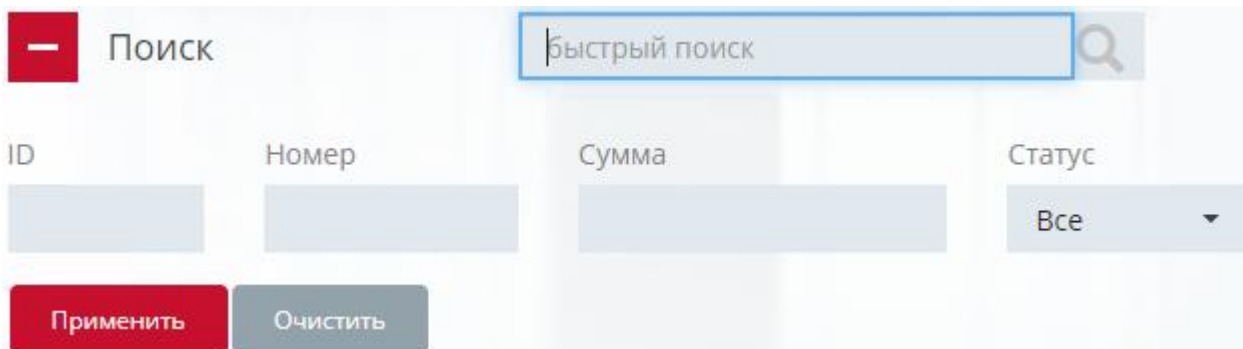 Поиск
быстрый поиск
ID Номер Сумма Статус
Все
Применить Очистить